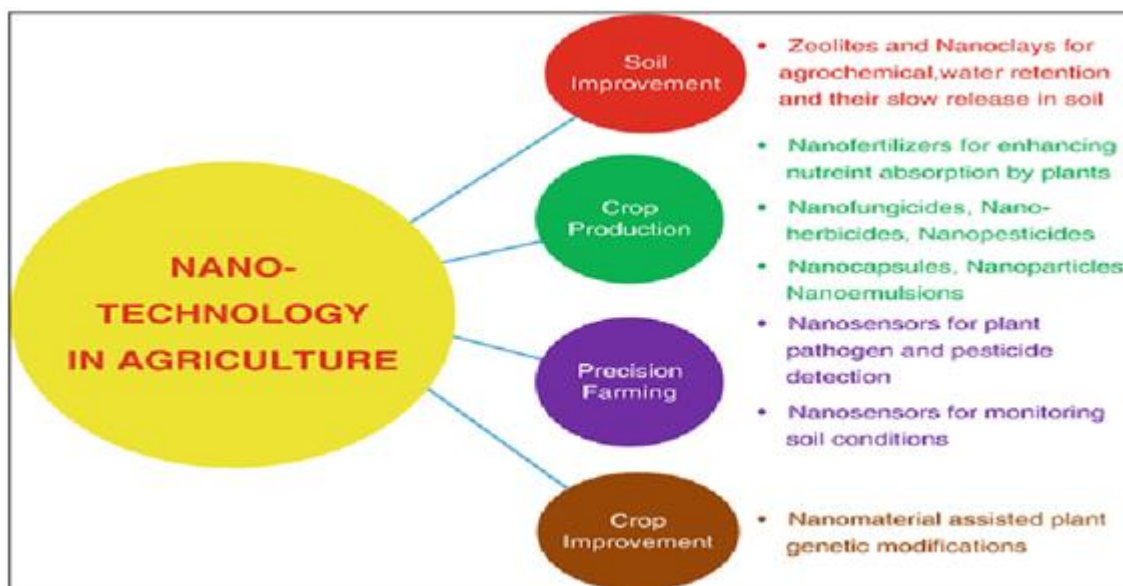 NANO-
TECHNOLOGY
IN AGRICULTURE
Soil
Improvement
• Zeolites and Nanoclays for
agrochemical,water retention
and their slow release in soil
Crop
Production
• Nanofertilizers for enhancing
nutreint absorption by plants
• Nanofungicides, Nano-
herbicides, Nanopesticides
• Nanocapsules, Nanoparticles
Nanoemulsions
Precision
Farming
• Nanosensors for plant
pathogen and pesticide
detection
• Nanosensors for monitoring
soil conditions
Crop
Improvement
• Nanomaterial assisted plant
genetic modifications